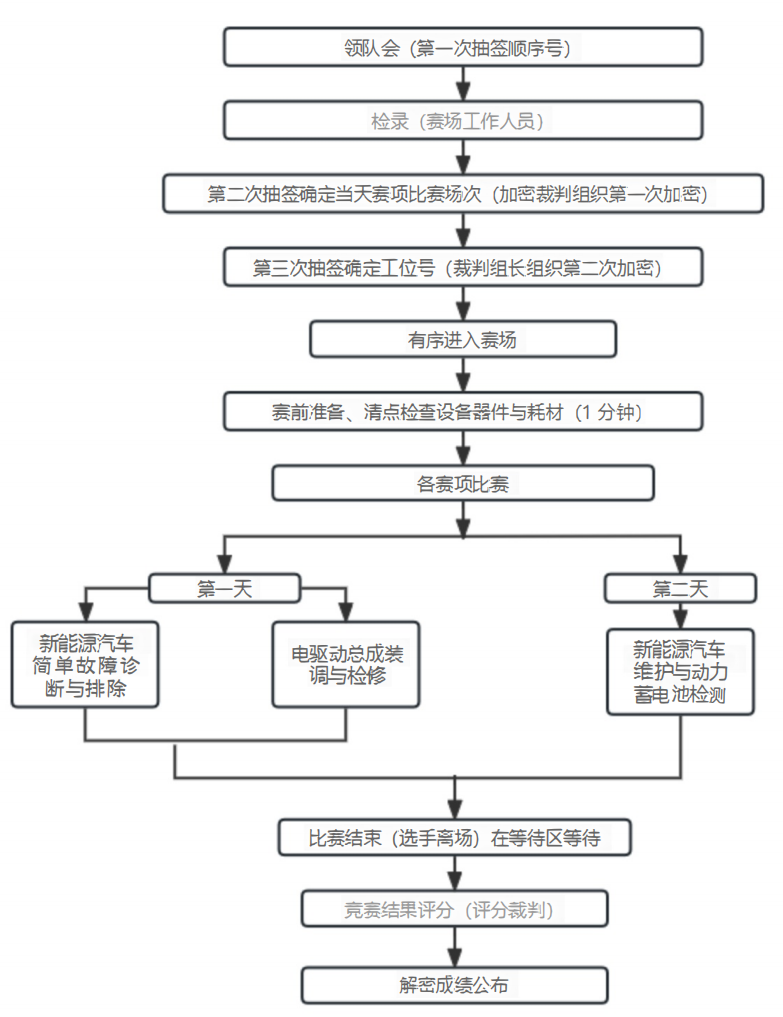 领队会（第一次抽签顺序号）
检录（赛场工作人员）
第二次抽签确定当天赛项比赛场次（加密裁判组织第一次加密）
第三次抽签确定工位号（裁判组长组织第二次加密）
有序进入赛场
赛前准备、清点检查设备器件与耗材（1 分钟）
各赛项比赛
第一天
第二天
新能源汽车
简单故障诊
断与排除
电驱动总成装
调与检修
新能源汽车
维护与动力
蓄电池检测
比赛结束（选手离场）在等待区等待
竞赛结果评分（评分裁判）
解密成绩公布